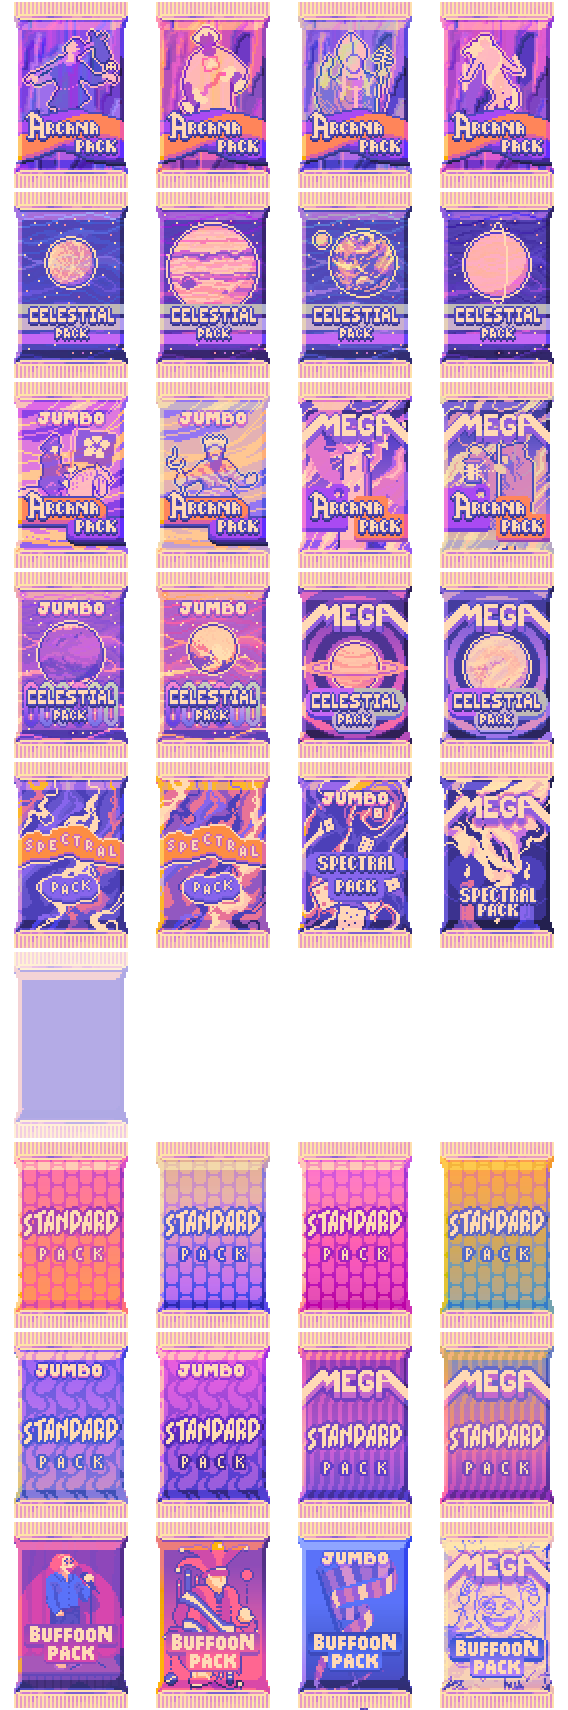 ARCANA PACK
ARCANA PACK
ARCANA PACK
ARCANA PACK
CELESTIAL PACK
CELESTIAL PACK
CELESTIAL PACK
CELESTIAL PACK
JUMBO ARCANA PACK
JUMBO ARCANA PACK
MEGA ARCANA PACK
MEGA ARCANA PACK
JUMBO CELESTIAL PACK
JUMBO CELESTIAL PACK
MEGA CELESTIAL PACK
MEGA CELESTIAL PACK
SPECTRAL PACK
SPECTRAL PACK
JUMBO SPECTRAL PACK
MEGA SPECTRAL PACK
STANDARD PACK
STANDARD PACK
STANDARD PACK
STANDARD PACK
JUMBO STANDARD PACK
JUMBO STANDARD PACK
MEGA STANDARD PACK
MEGA STANDARD PACK
BUFFOON PACK
BUFFOON PACK
JUMBO BUFFOON PACK
MEGA BUFFOON PACK